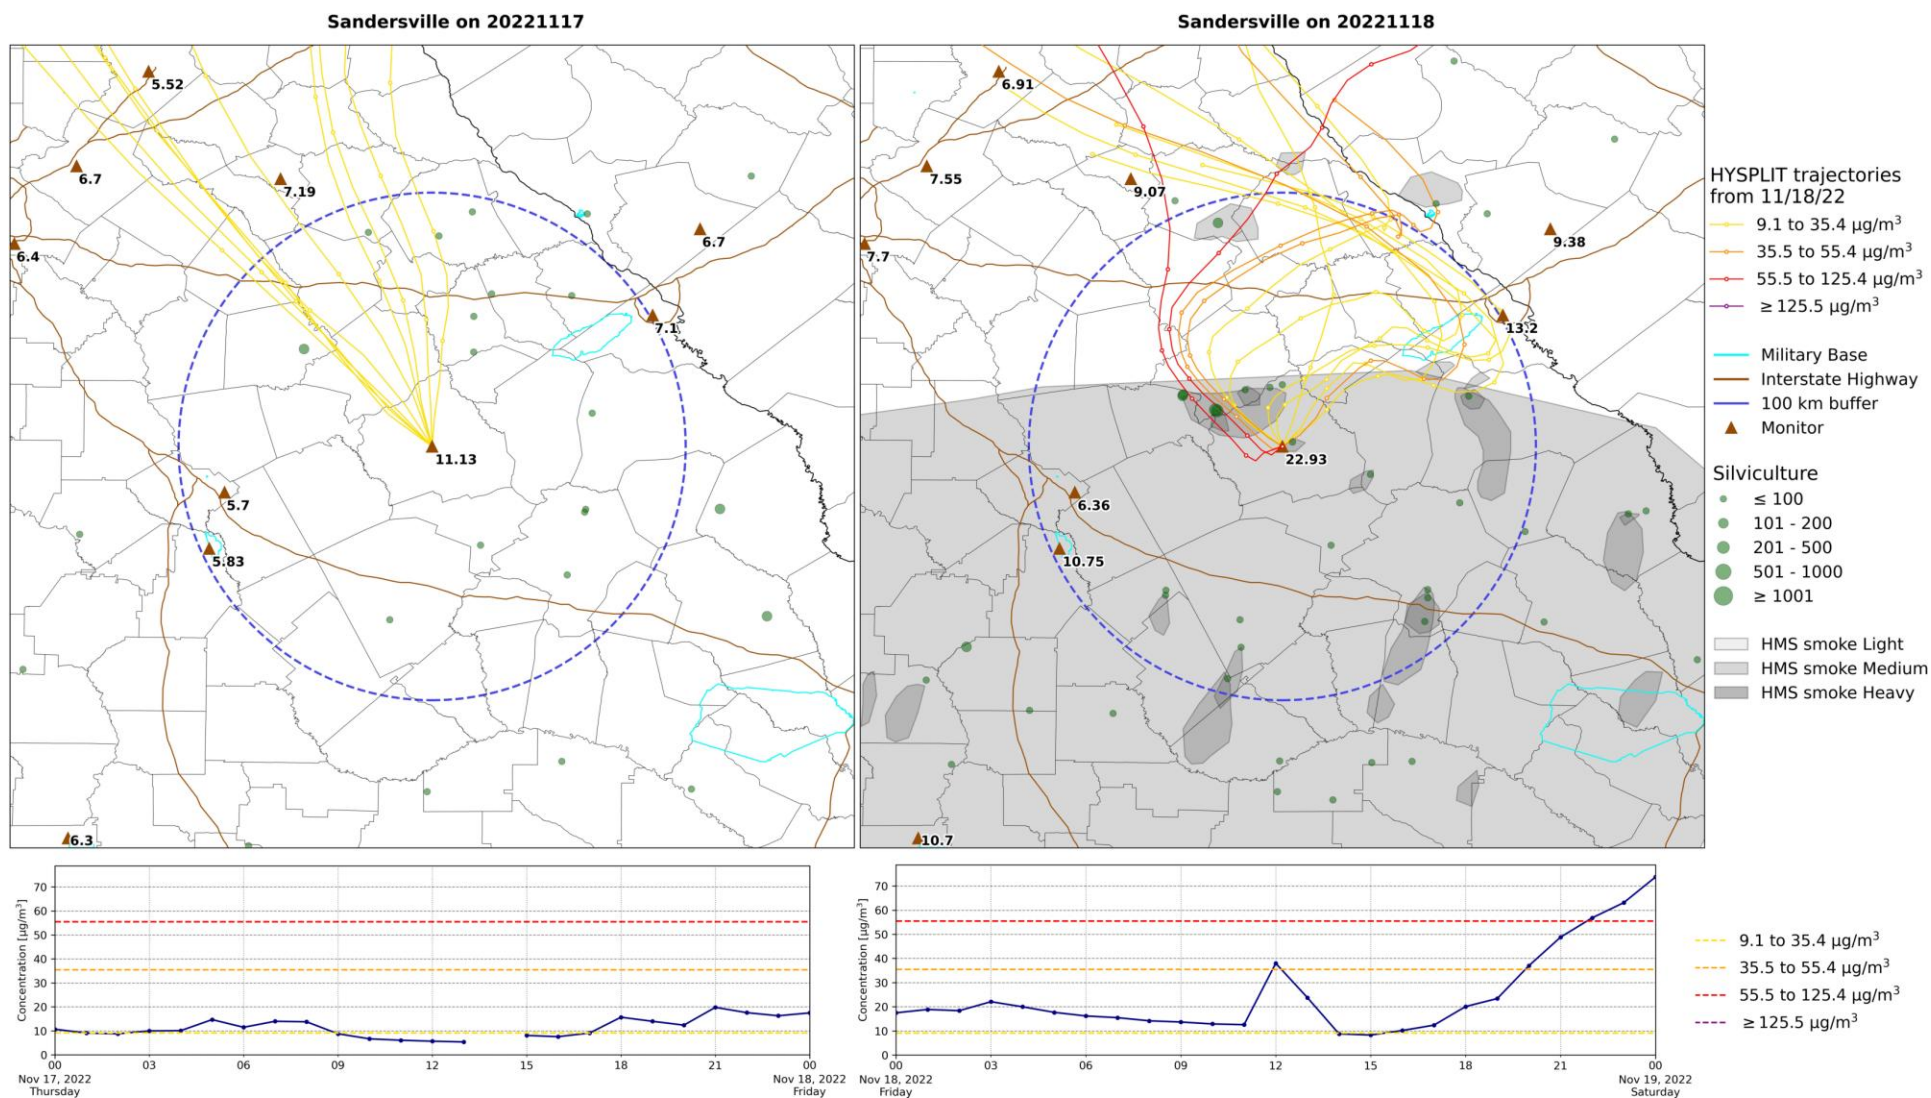 Sandersville on 20221117
5.52
6.7
7.19
6.7
6.4
7.1
11.13
5.7
5.83
6.3
Sandersville on 20221118
6.91
7.55
9.07
9.38
7.7
13.2
22.93
6.36
10.75
10.7
HYSPLIT trajectories
from 11/18/22
9.1 to 35.4 µg/m³
35.5 to 55.4 µg/m³
55.5 to 125.4 µg/m³
≥ 125.5 µg/m³
Military Base
Interstate Highway
100 km buffer
Monitor
Silviculture
≤ 100
101 - 200
201 - 500
501 - 1000
≥ 1001
HMS smoke Light
HMS smoke Medium
HMS smoke Heavy
Concentration [µg/m³]
70
60
50
40
30
20
10
0
00 03 06 09 12 15 18 21 00
Nov 17, 2022 Nov 18, 2022
Thursday Friday
Concentration [µg/m³]
70
60
50
40
30
20
10
0
00 03 06 09 12 15 18 21 00
Nov 18, 2022 Nov 19, 2022
Friday Saturday
9.1 to 35.4 µg/m³
35.5 to 55.4 µg/m³
55.5 to 125.4 µg/m³
≥ 125.5 µg/m³